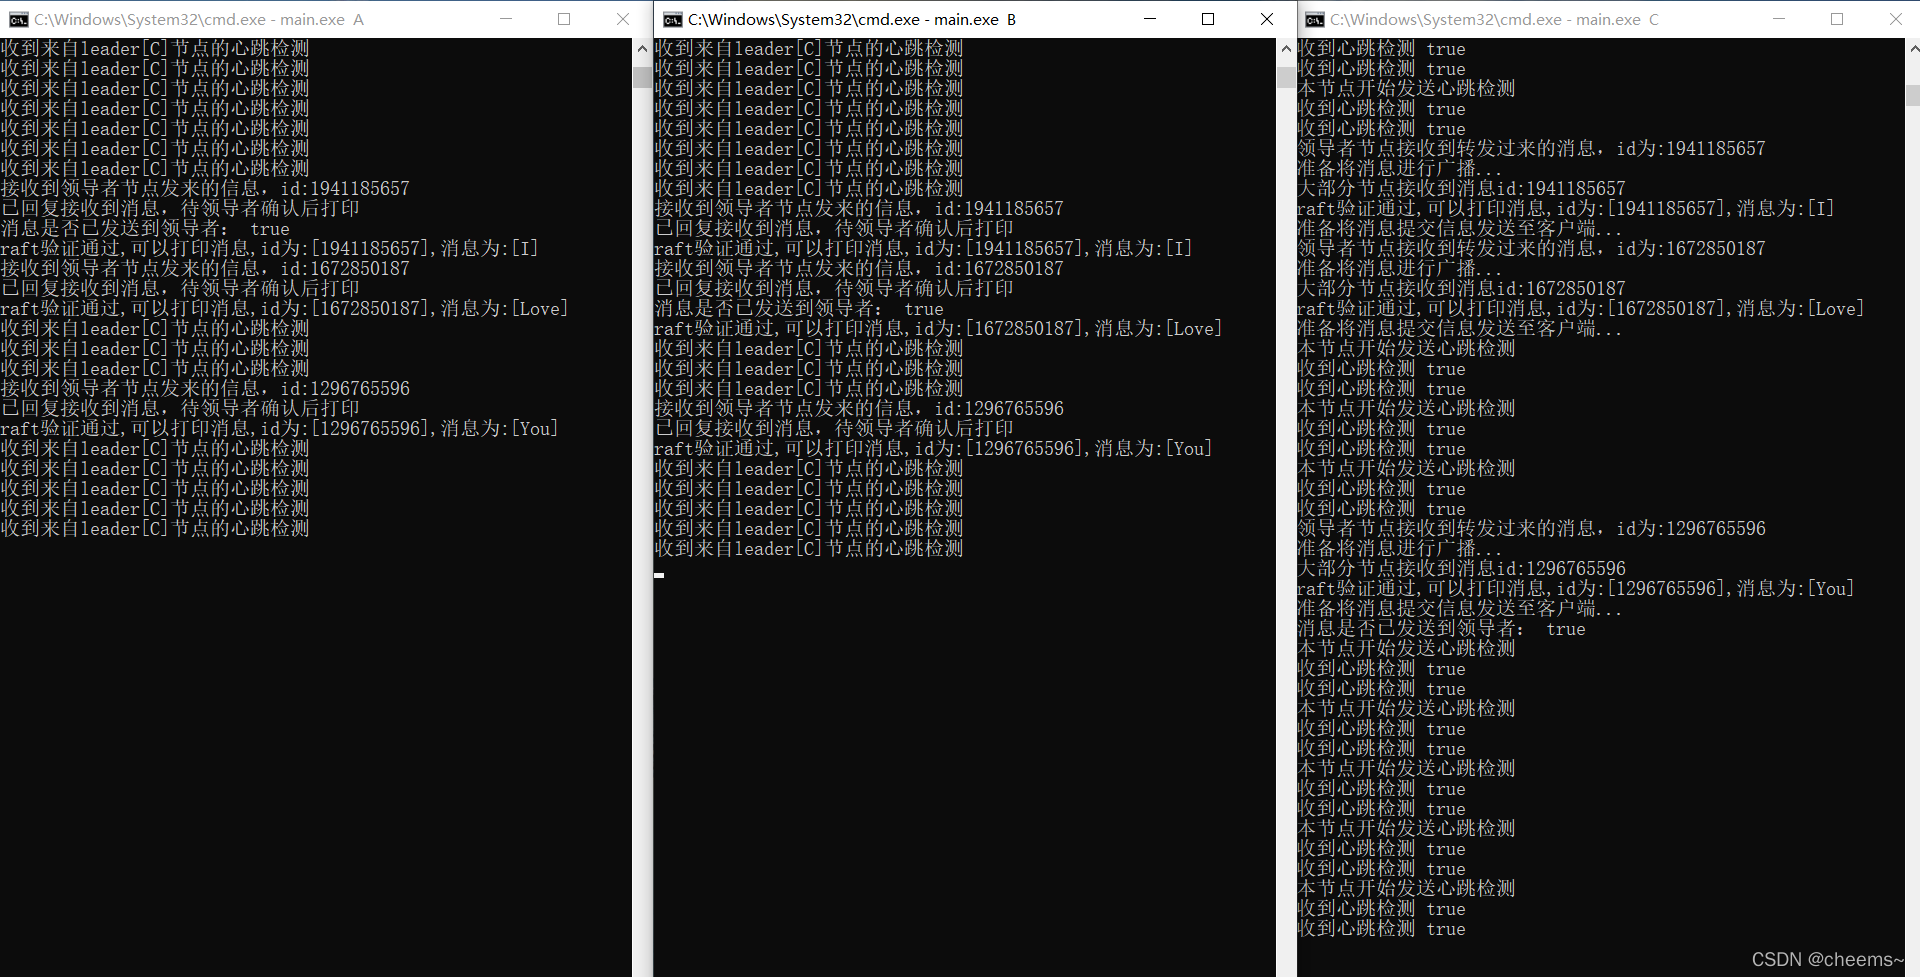 C:\Windows\System32\cmd.exe - main.exe A
收到来自leader[C]节点的心跳检测
收到来自leader[C]节点的心跳检测
收到来自leader[C]节点的心跳检测
收到来自leader[C]节点的心跳检测
收到来自leader[C]节点的心跳检测
收到来自leader[C]节点的心跳检测
收到来自leader[C]节点的心跳检测
接收到领导者节点发来的信息，id:1941185657
已回复接收到消息，待领导者确认后打印
消息是否已发送到领导者： true
raft验证通过,可以打印消息,id为:[1941185657],消息为:[I]
接收到领导者节点发来的信息，id:1672850187
已回复接收到消息，待领导者确认后打印
raft验证通过,可以打印消息,id为:[1672850187],消息为:[Love]
收到来自leader[C]节点的心跳检测
收到来自leader[C]节点的心跳检测
收到来自leader[C]节点的心跳检测
接收到领导者节点发来的信息，id:1296765596
已回复接收到消息，待领导者确认后打印
raft验证通过,可以打印消息,id为:[1296765596],消息为:[You]
收到来自leader[C]节点的心跳检测
收到来自leader[C]节点的心跳检测
收到来自leader[C]节点的心跳检测
收到来自leader[C]节点的心跳检测
收到来自leader[C]节点的心跳检测
C:\Windows\System32\cmd.exe - main.exe B
收到来自leader[C]节点的心跳检测
收到来自leader[C]节点的心跳检测
收到来自leader[C]节点的心跳检测
收到来自leader[C]节点的心跳检测
收到来自leader[C]节点的心跳检测
收到来自leader[C]节点的心跳检测
收到来自leader[C]节点的心跳检测
收到来自leader[C]节点的心跳检测
接收到领导者节点发来的信息，id:1941185657
已回复接收到消息，待领导者确认后打印
raft验证通过,可以打印消息,id为:[1941185657],消息为:[I]
接收到领导者节点发来的信息，id:1672850187
已回复接收到消息，待领导者确认后打印
消息是否已发送到领导者： true
raft验证通过,可以打印消息,id为:[1672850187],消息为:[Love]
收到来自leader[C]节点的心跳检测
收到来自leader[C]节点的心跳检测
收到来自leader[C]节点的心跳检测
接收到领导者节点发来的信息，id:1296765596
已回复接收到消息，待领导者确认后打印
raft验证通过,可以打印消息,id为:[1296765596],消息为:[You]
收到来自leader[C]节点的心跳检测
收到来自leader[C]节点的心跳检测
收到来自leader[C]节点的心跳检测
收到来自leader[C]节点的心跳检测
收到来自leader[C]节点的心跳检测
C:\Windows\System32\cmd.exe - main.exe C
收到心跳检测 true
收到心跳检测 true
本节点开始发送心跳检测
收到心跳检测 true
收到心跳检测 true
领导者节点接收到转发过来的消息，id为:1941185657
准备将消息进行广播...
大部分节点接收到消息id:1941185657
raft验证通过,可以打印消息,id为:[1941185657],消息为:[I]
准备将消息提交信息发送至客户端...
领导者节点接收到转发过来的消息，id为:1672850187
准备将消息进行广播...
大部分节点接收到消息id:1672850187
raft验证通过,可以打印消息,id为:[1672850187],消息为:[Love]
准备将消息提交信息发送至客户端...
本节点开始发送心跳检测
收到心跳检测 true
收到心跳检测 true
本节点开始发送心跳检测
收到心跳检测 true
收到心跳检测 true
本节点开始发送心跳检测
收到心跳检测 true
收到心跳检测 true
领导者节点接收到转发过来的消息，id为:1296765596
准备将消息进行广播...
大部分节点接收到消息id:1296765596
raft验证通过,可以打印消息,id为:[1296765596],消息为:[You]
准备将消息提交信息发送至客户端...
消息是否已发送到领导者： true
本节点开始发送心跳检测
收到心跳检测 true
收到心跳检测 true
本节点开始发送心跳检测
收到心跳检测 true
收到心跳检测 true
本节点开始发送心跳检测
收到心跳检测 true
收到心跳检测 true
本节点开始发送心跳检测
收到心跳检测 true
收到心跳检测 true
本节点开始发送心跳检测
收到心跳检测 true
收到心跳检测 true
CSDN @cheems~